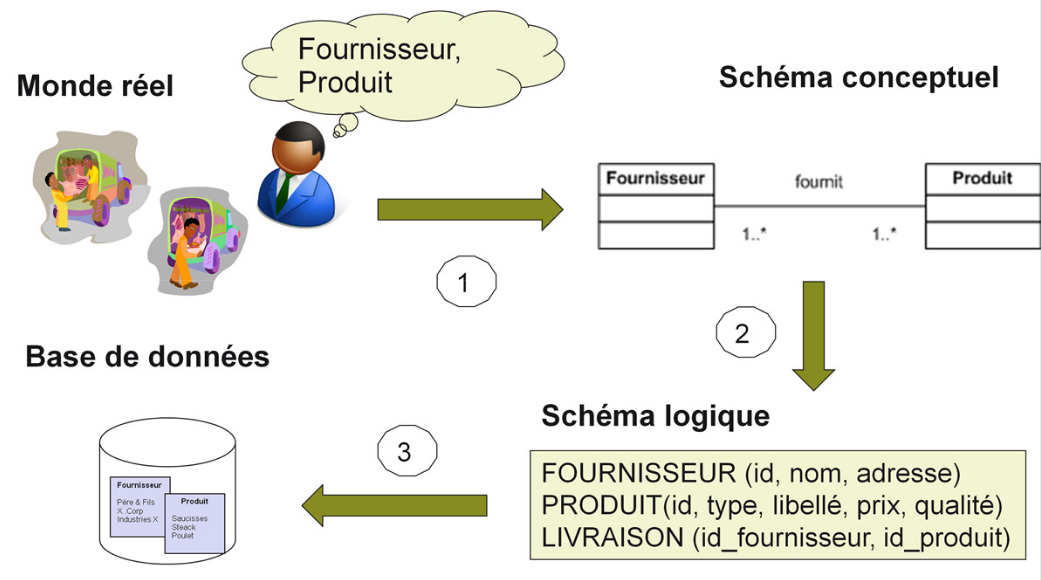 Fournisseur,
Produit
Monde réel
Schéma conceptuel
Fournisseur
fournit
Produit
1..*
1..*
1
2
Base de données
Schéma logique
3
FOURNISSEUR (id, nom, adresse)
PRODUIT(id, type, libellé, prix, qualité)
LIVRAISON (id_fournisseur, id_produit)
Fournisseur
Père & Fils
X .Corp
Industries X
Produit
Saucisses
Steack
Poulet